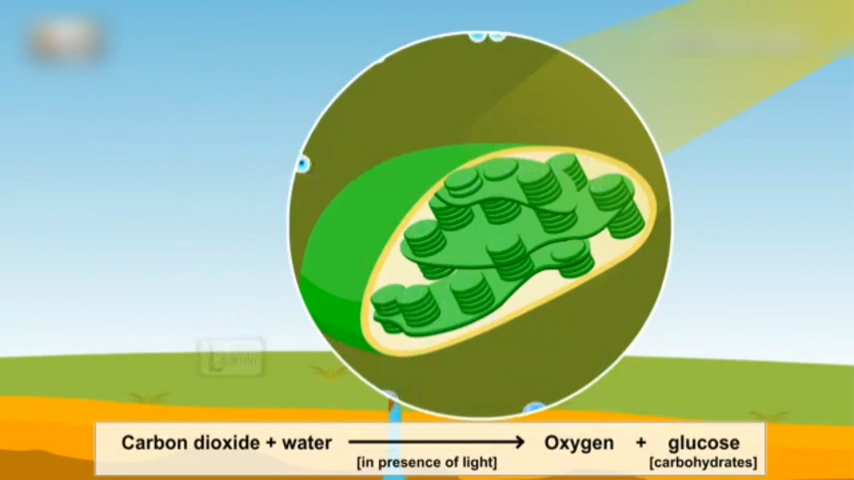 Carbon dioxide + water → Oxygen + glucose
[in presence of light] [carbohydrates]